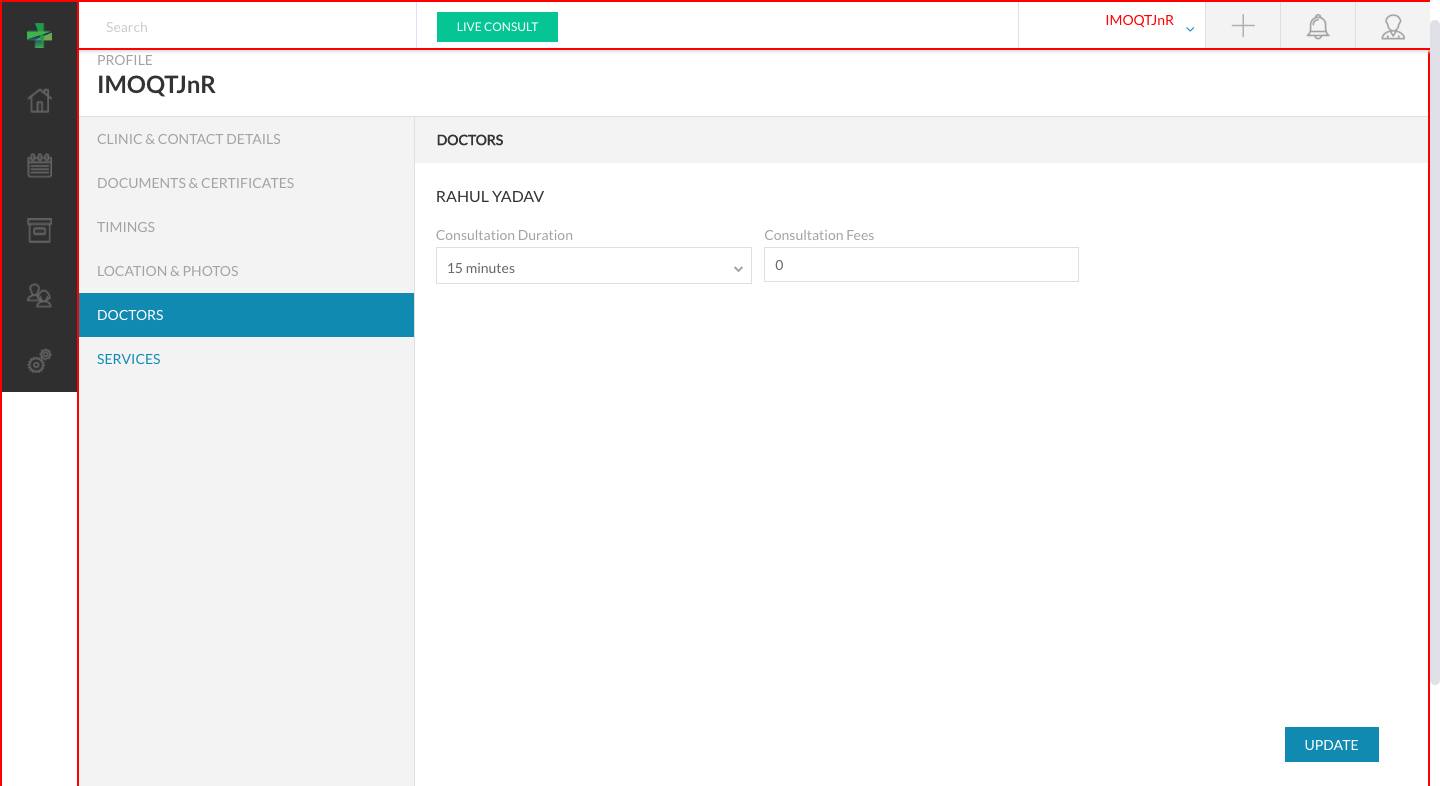 Search
LIVE CONSULT
IMOQTJnR
PROFILE
IMOQTJnR
CLINIC & CONTACT DETAILS
DOCUMENTS & CERTIFICATES
TIMINGS
LOCATION & PHOTOS
DOCTORS
SERVICES
DOCTORS
RAHUL YADAV
Consultation Duration
15 minutes
Consultation Fees
0
UPDATE